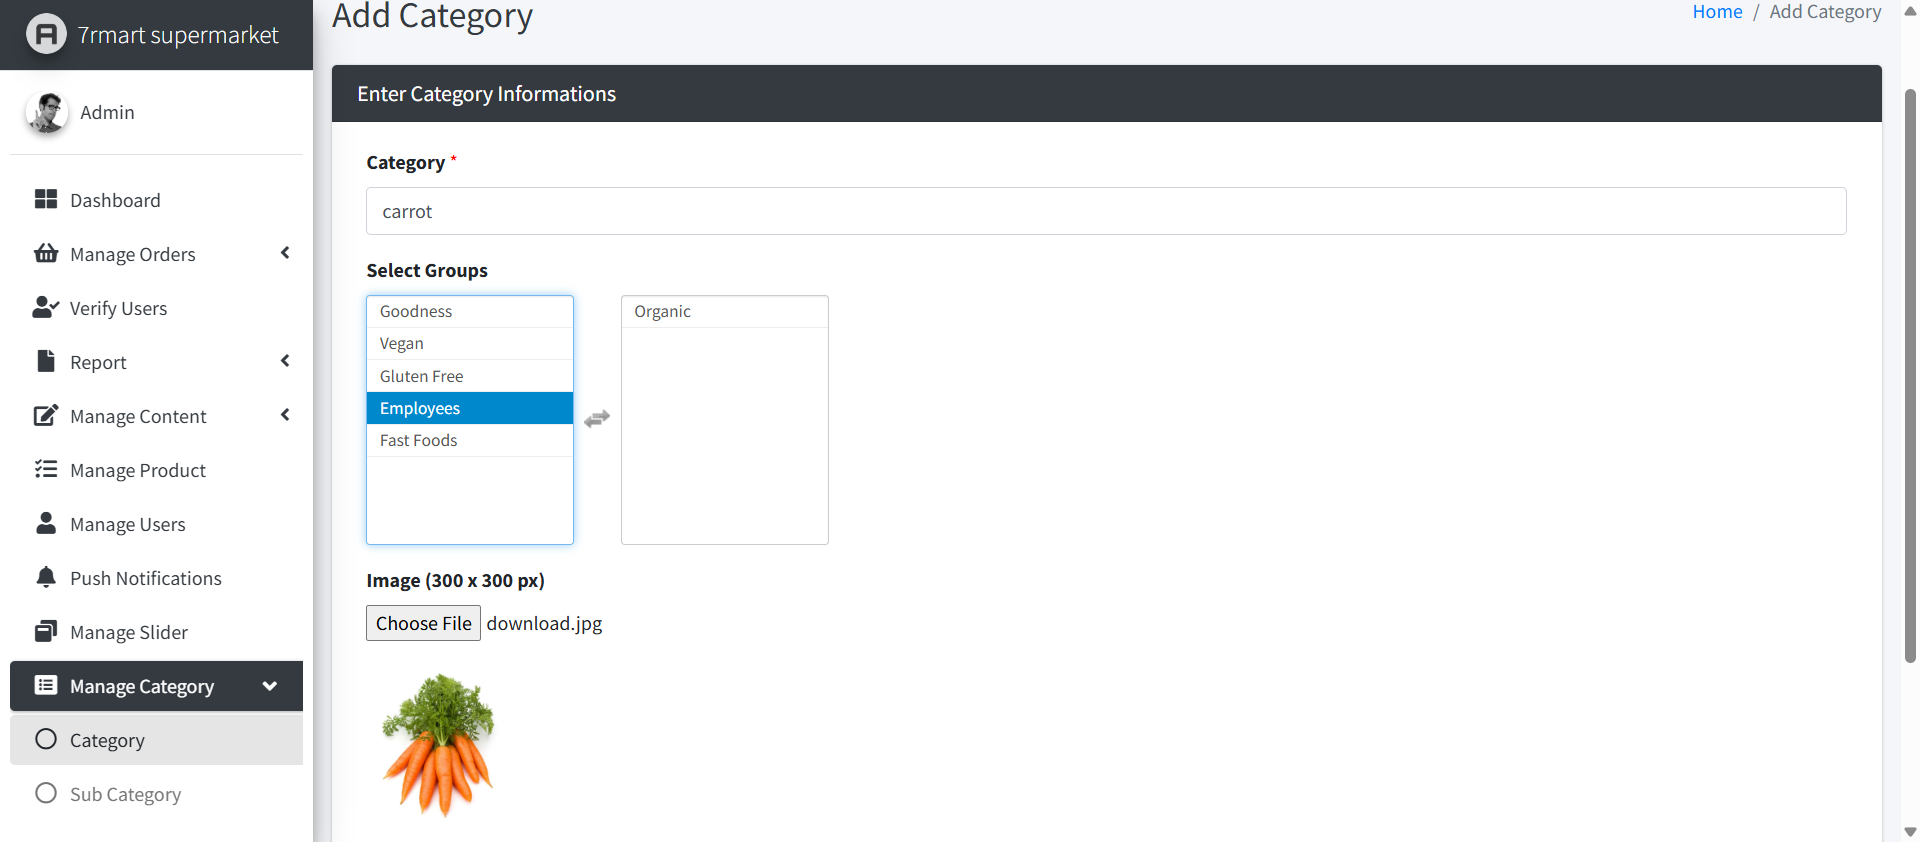 7rmart supermarket
Admin
Dashboard
Manage Orders
Verify Users
Report
Manage Content
Manage Product
Manage Users
Push Notifications
Manage Slider
Manage Category
Category
Sub Category
Add Category
Home / Add Category
Enter Category Informations
Category *
carrot
Select Groups
Goodness
Vegan
Gluten Free
Employees
Fast Foods
Organic
Image (300 x 300 px)
Choose File download.jpg